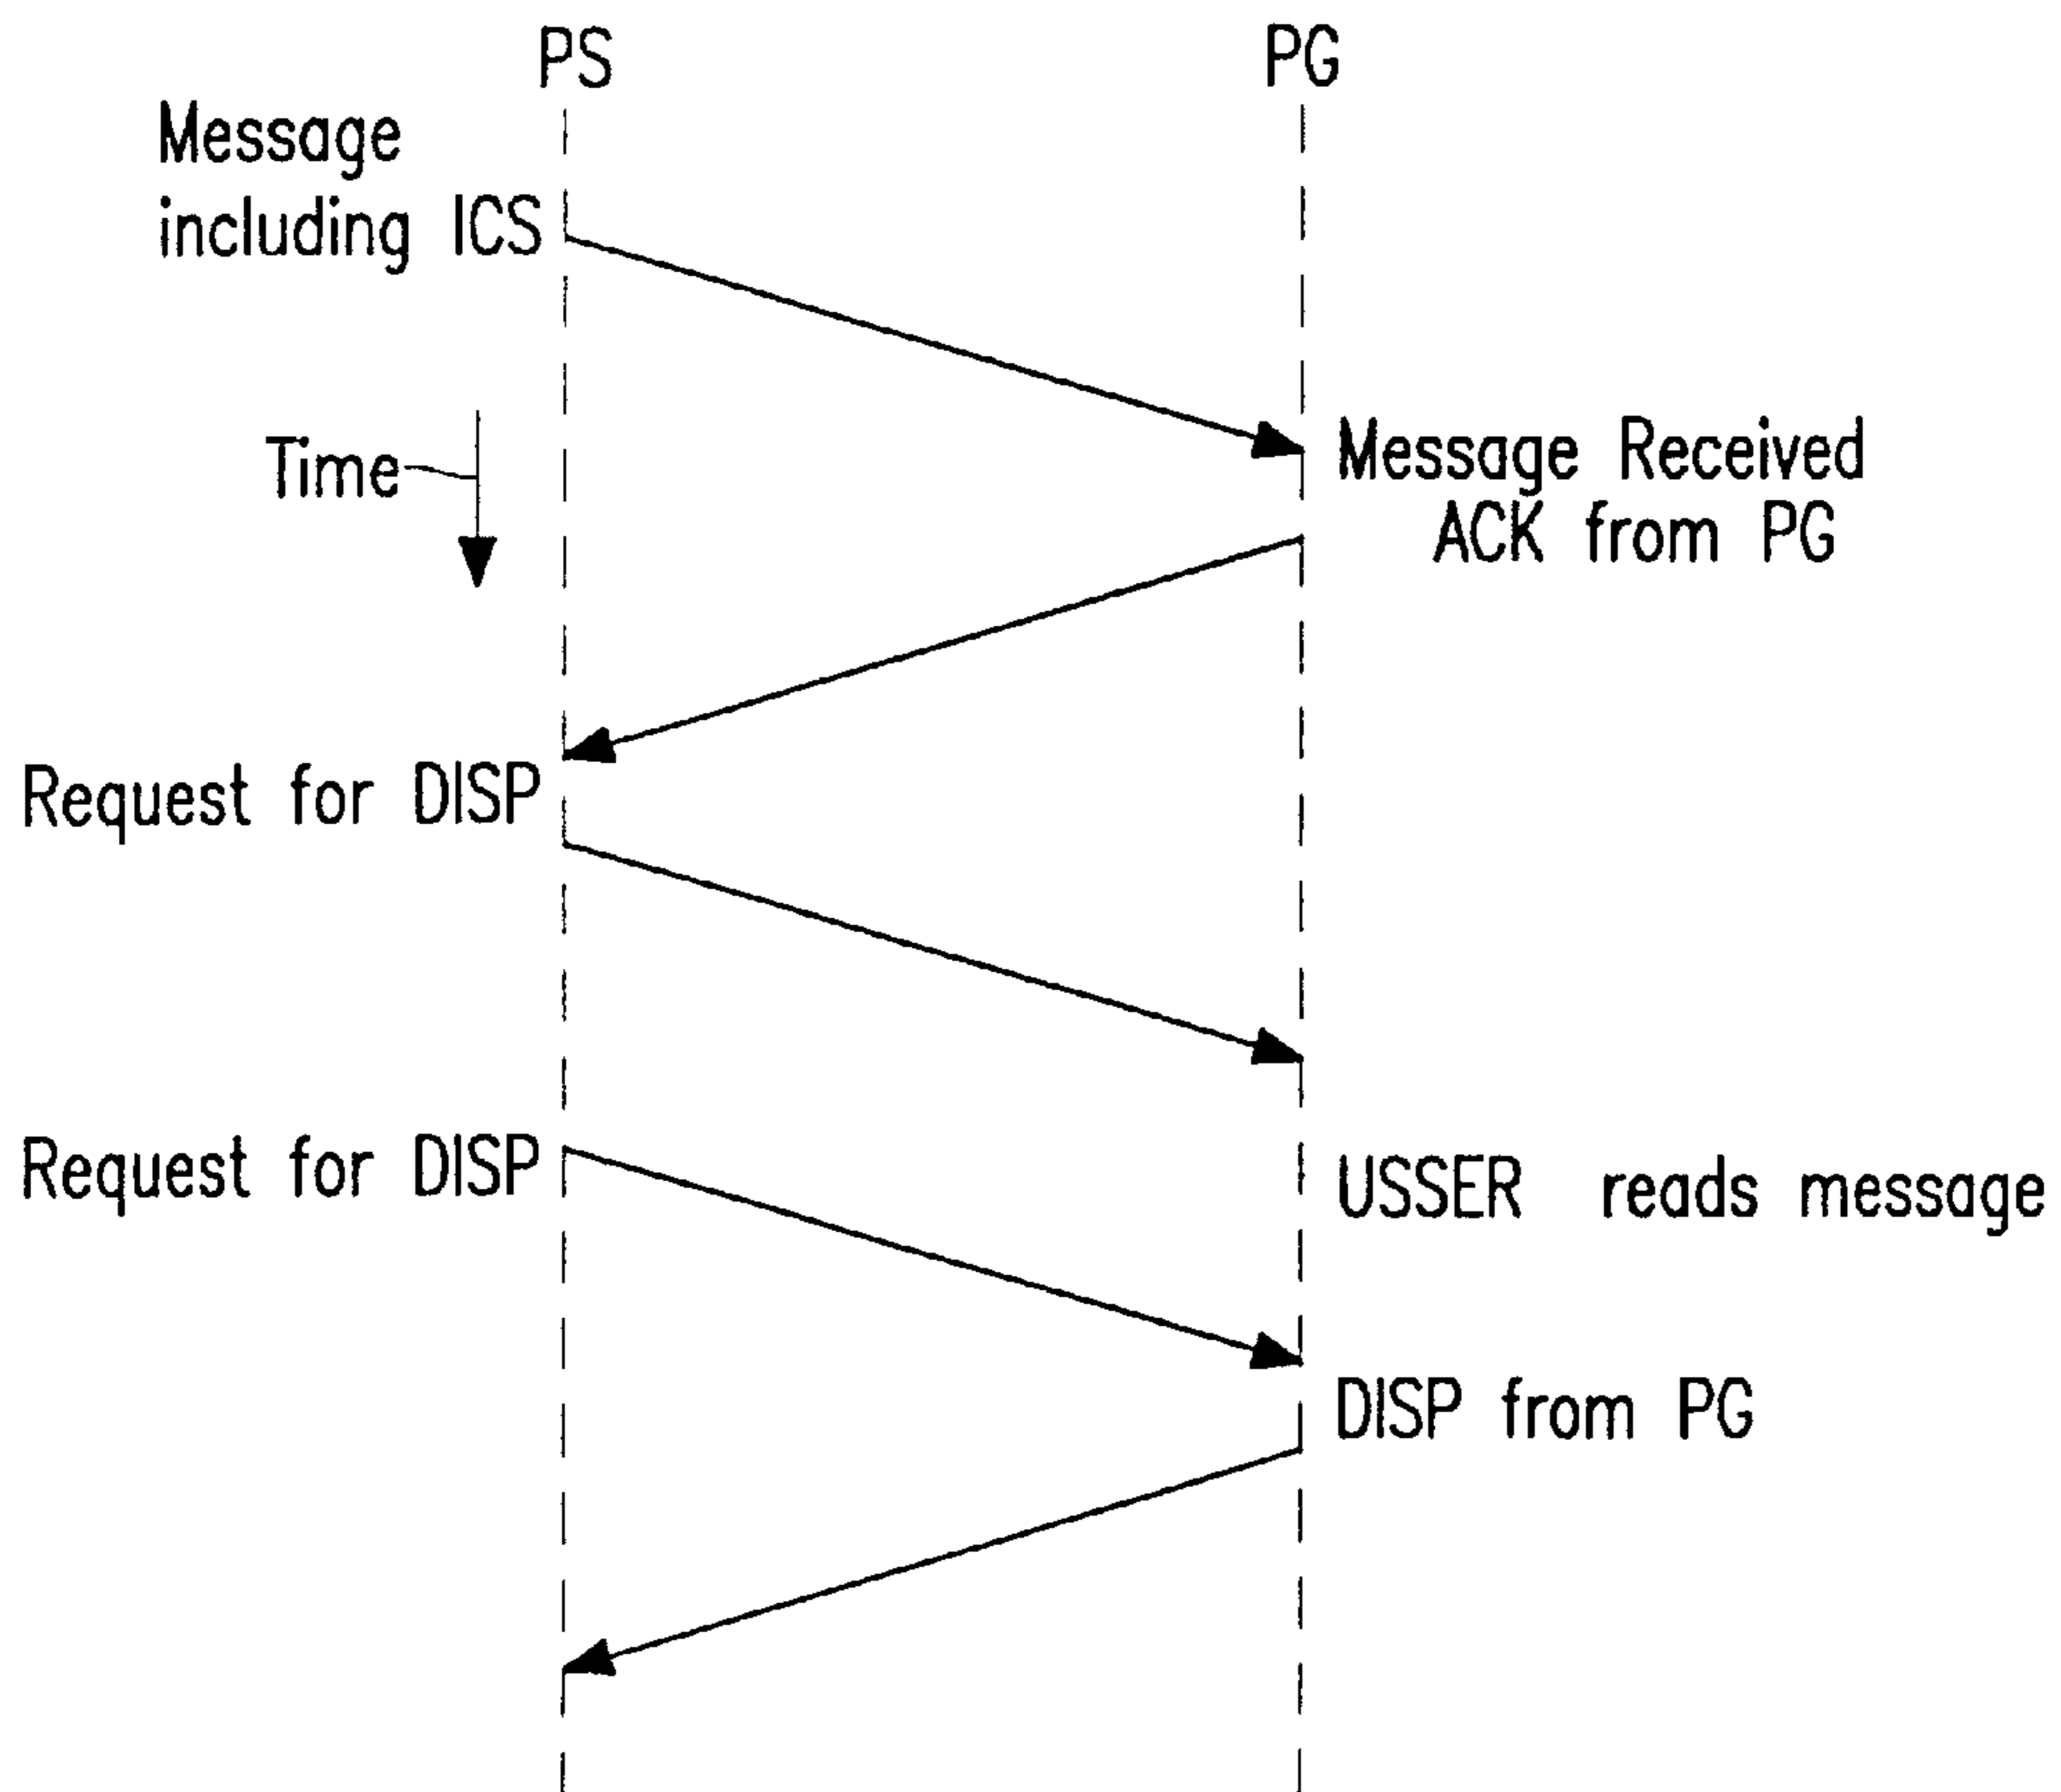 PS
PG
Message
including ICS
Time
Message Received
ACK from PG
Request for DISP
Request for DISP
USSER reads message
DISP from PG